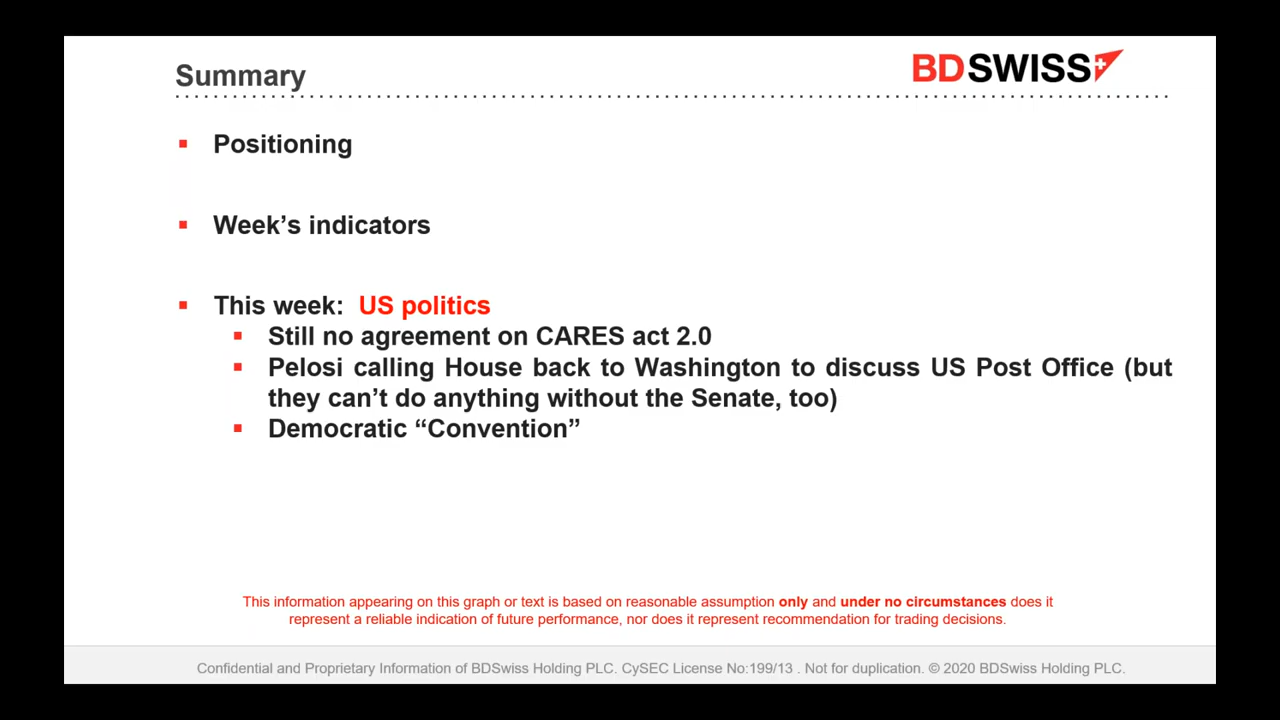 Summary
BDSWISS
Positioning
Week’s indicators
This week: US politics
Still no agreement on CARES act 2.0
Pelosi calling House back to Washington to discuss US Post Office (but
they can’t do anything without the Senate, too)
Democratic “Convention”
This information appearing on this graph or text is based on reasonable assumption only and under no circumstances does it
represent a reliable indication of future performance, nor does it represent recommendation for trading decisions.
Confidential and Proprietary Information of BDSwiss Holding PLC. CySEC License No:199/13 . Not for duplication. © 2020 BDSwiss Holding PLC.